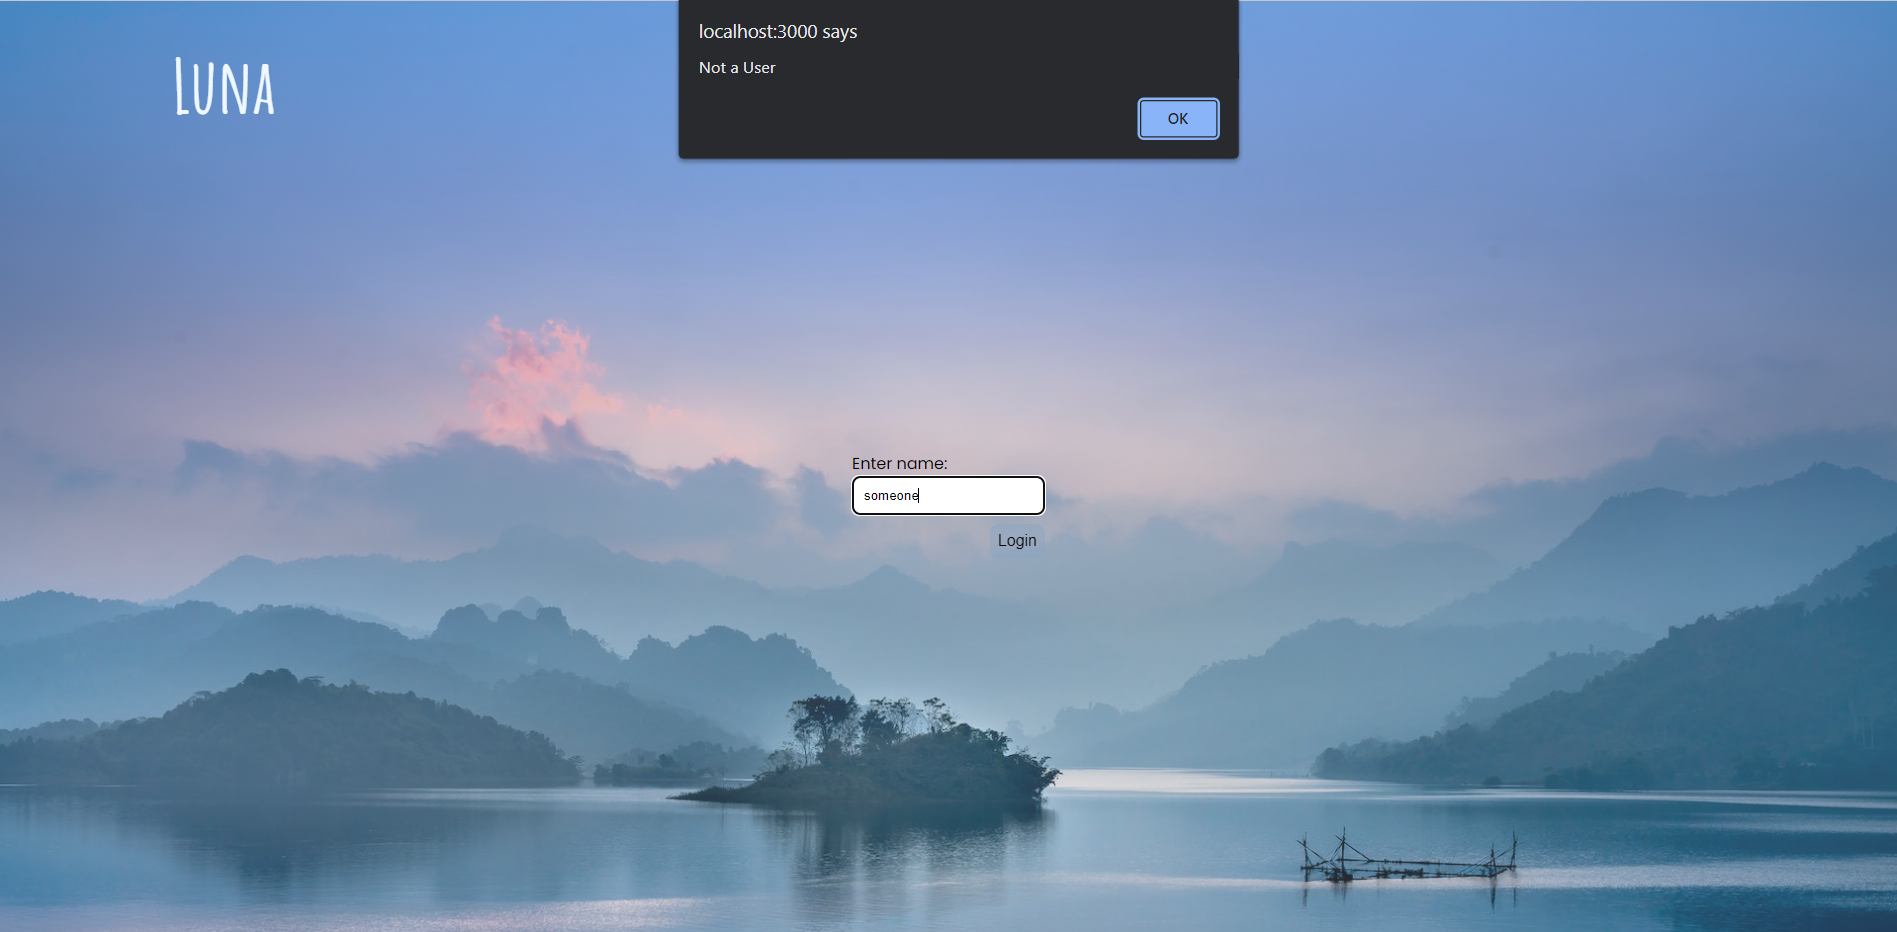 localhost:3000 says
Not a User
OK
LUNA
Enter name:
someone
Login